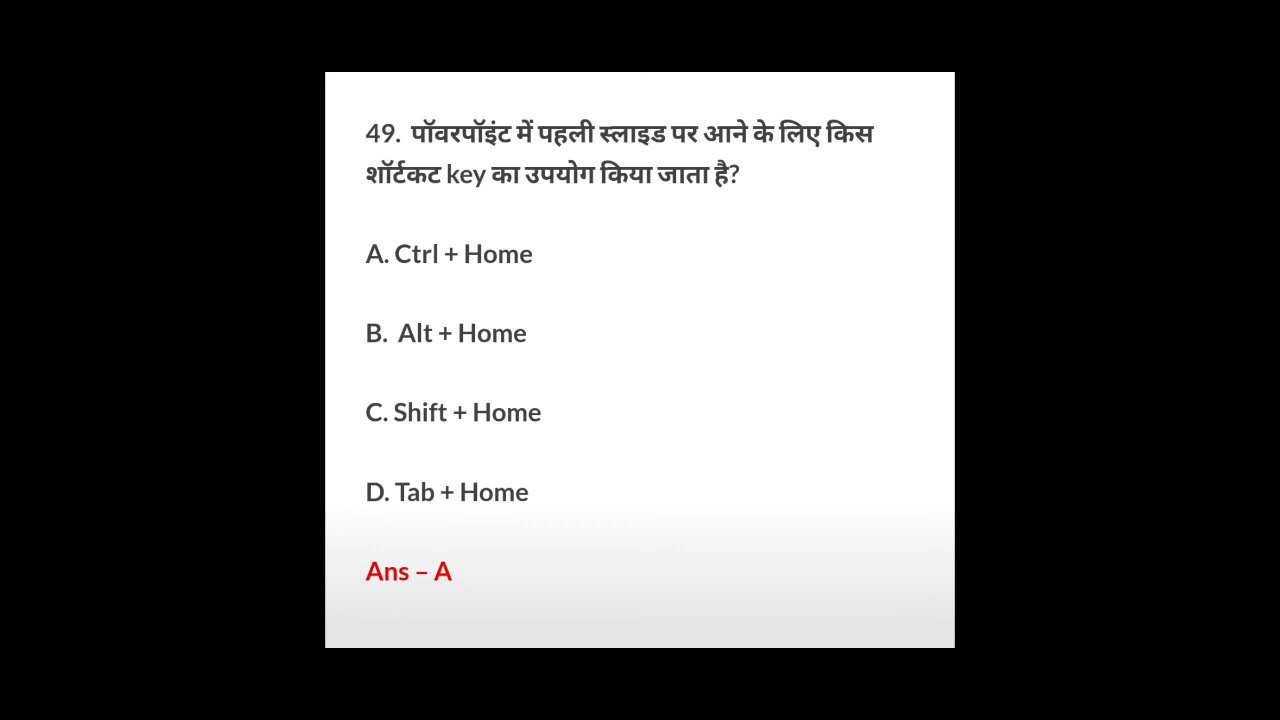 49. पॉवरपॉइंट में पहली स्लाइड पर आने के लिए किस
शॉर्टकट key का उपयोग किया जाता है?
A. Ctrl + Home
B. Alt + Home
C. Shift + Home
D. Tab + Home
Ans – A